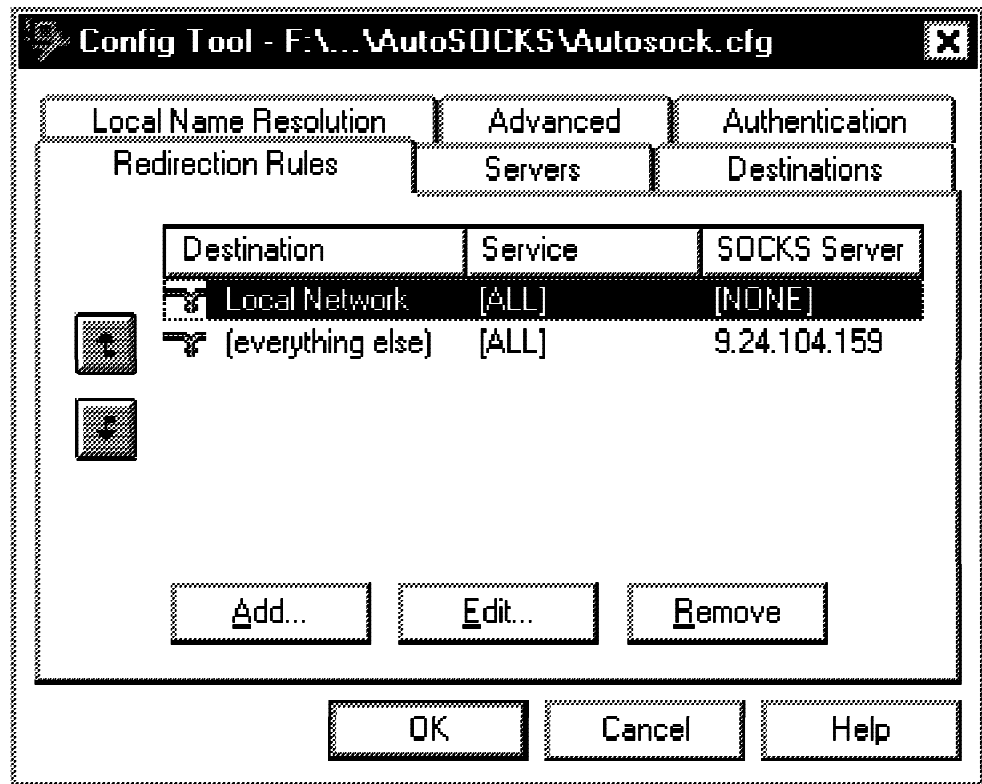 Config Tool - F:\...\AutoSOCKS\Autosock.cfg
Local Name Resolution Advanced Authentication
Redirection Rules Servers Destinations
Destination Service SOCKS Server
Local Network [ALL] [NONE]
(everything else) [ALL] 9.24.104.159
Add... Edit... Remove
OK Cancel Help